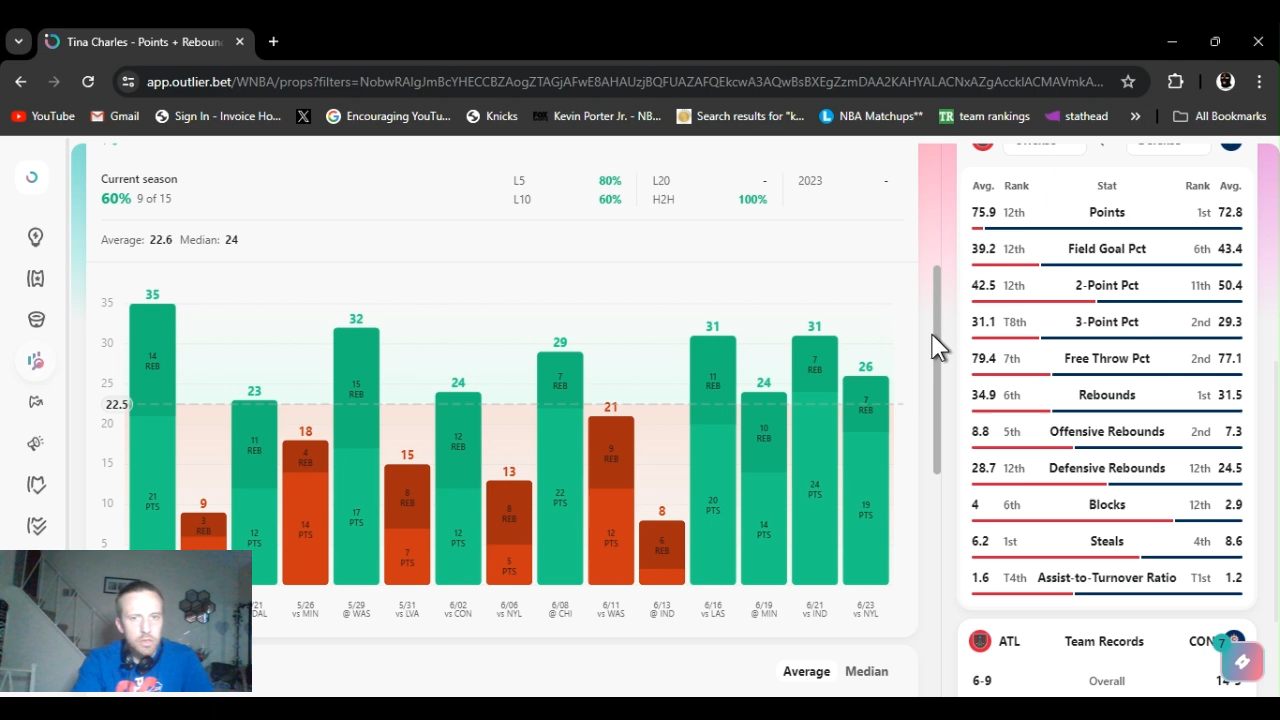 Tina Charles - Points + Reboun
app.outlier.bet/WNBA/props?filters=
YouTube Gmail Sign In - Invoice Ho... Encouraging YouTu... Knicks Kevin Porter Jr. - NB... Search results for "k... NBA Matchups** team rankings stathead » All Bookmarks
Current season
60% 9 of 15
L5 80% L20 - 2023 -
L10 60% H2H 100%
Average: 22.6 Median: 24
35
30
25
22.5
20
15
10
5
35
14
REB
21
PTS
9
3
REB
23
11
REB
12
PTS
18
4
REB
14
PTS
32
15
REB
17
PTS
15
8
REB
7
PTS
24
12
REB
12
PTS
13
8
REB
5
PTS
29
7
REB
22
PTS
21
9
REB
12
PTS
8
6
REB
31
11
REB
20
PTS
24
10
REB
14
PTS
31
7
REB
24
PTS
26
7
REB
19
PTS
/21 5/26 5/29 5/31 6/02 6/06 6/08 6/11 6/13 6/16 6/19 6/21 6/23
DAL vs MIN @ WAS vs LVA vs CON vs NYL @ CHI vs WAS @ IND vs LAS @ MIN vs IND vs NYL
Average Median
Avg. Rank Stat Rank Avg.
75.9 12th Points 1st 72.8
39.2 12th Field Goal Pct 6th 43.4
42.5 12th 2-Point Pct 11th 50.4
31.1 T8th 3-Point Pct 2nd 29.3
79.4 7th Free Throw Pct 2nd 77.1
34.9 6th Rebounds 1st 31.5
8.8 5th Offensive Rebounds 2nd 7.3
28.7 12th Defensive Rebounds 12th 24.5
4 6th Blocks 12th 2.9
6.2 1st Steals 4th 8.6
1.6 T4th Assist-to-Turnover Ratio T1st 1.2
ATL Team Records CON 7
6-9 Overall